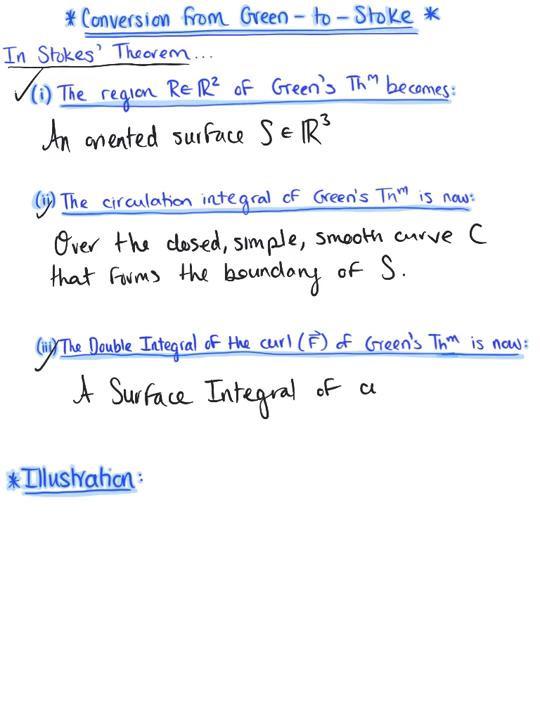 * Conversion from Green-to-Stoke *
In Stokes' Theorem...
(i) The region R∈ℝ² of Green's Thᵐ becomes:
An oriented surface S∈ℝ³
(ii) The circulation integral of Green's Thᵐ is now:
Over the closed, simple, smooth curve C
that forms the boundary of S.
(iii) The Double Integral of the curl (F⃗) of Green's Thᵐ is now:
A Surface Integral of a
* Illustration: